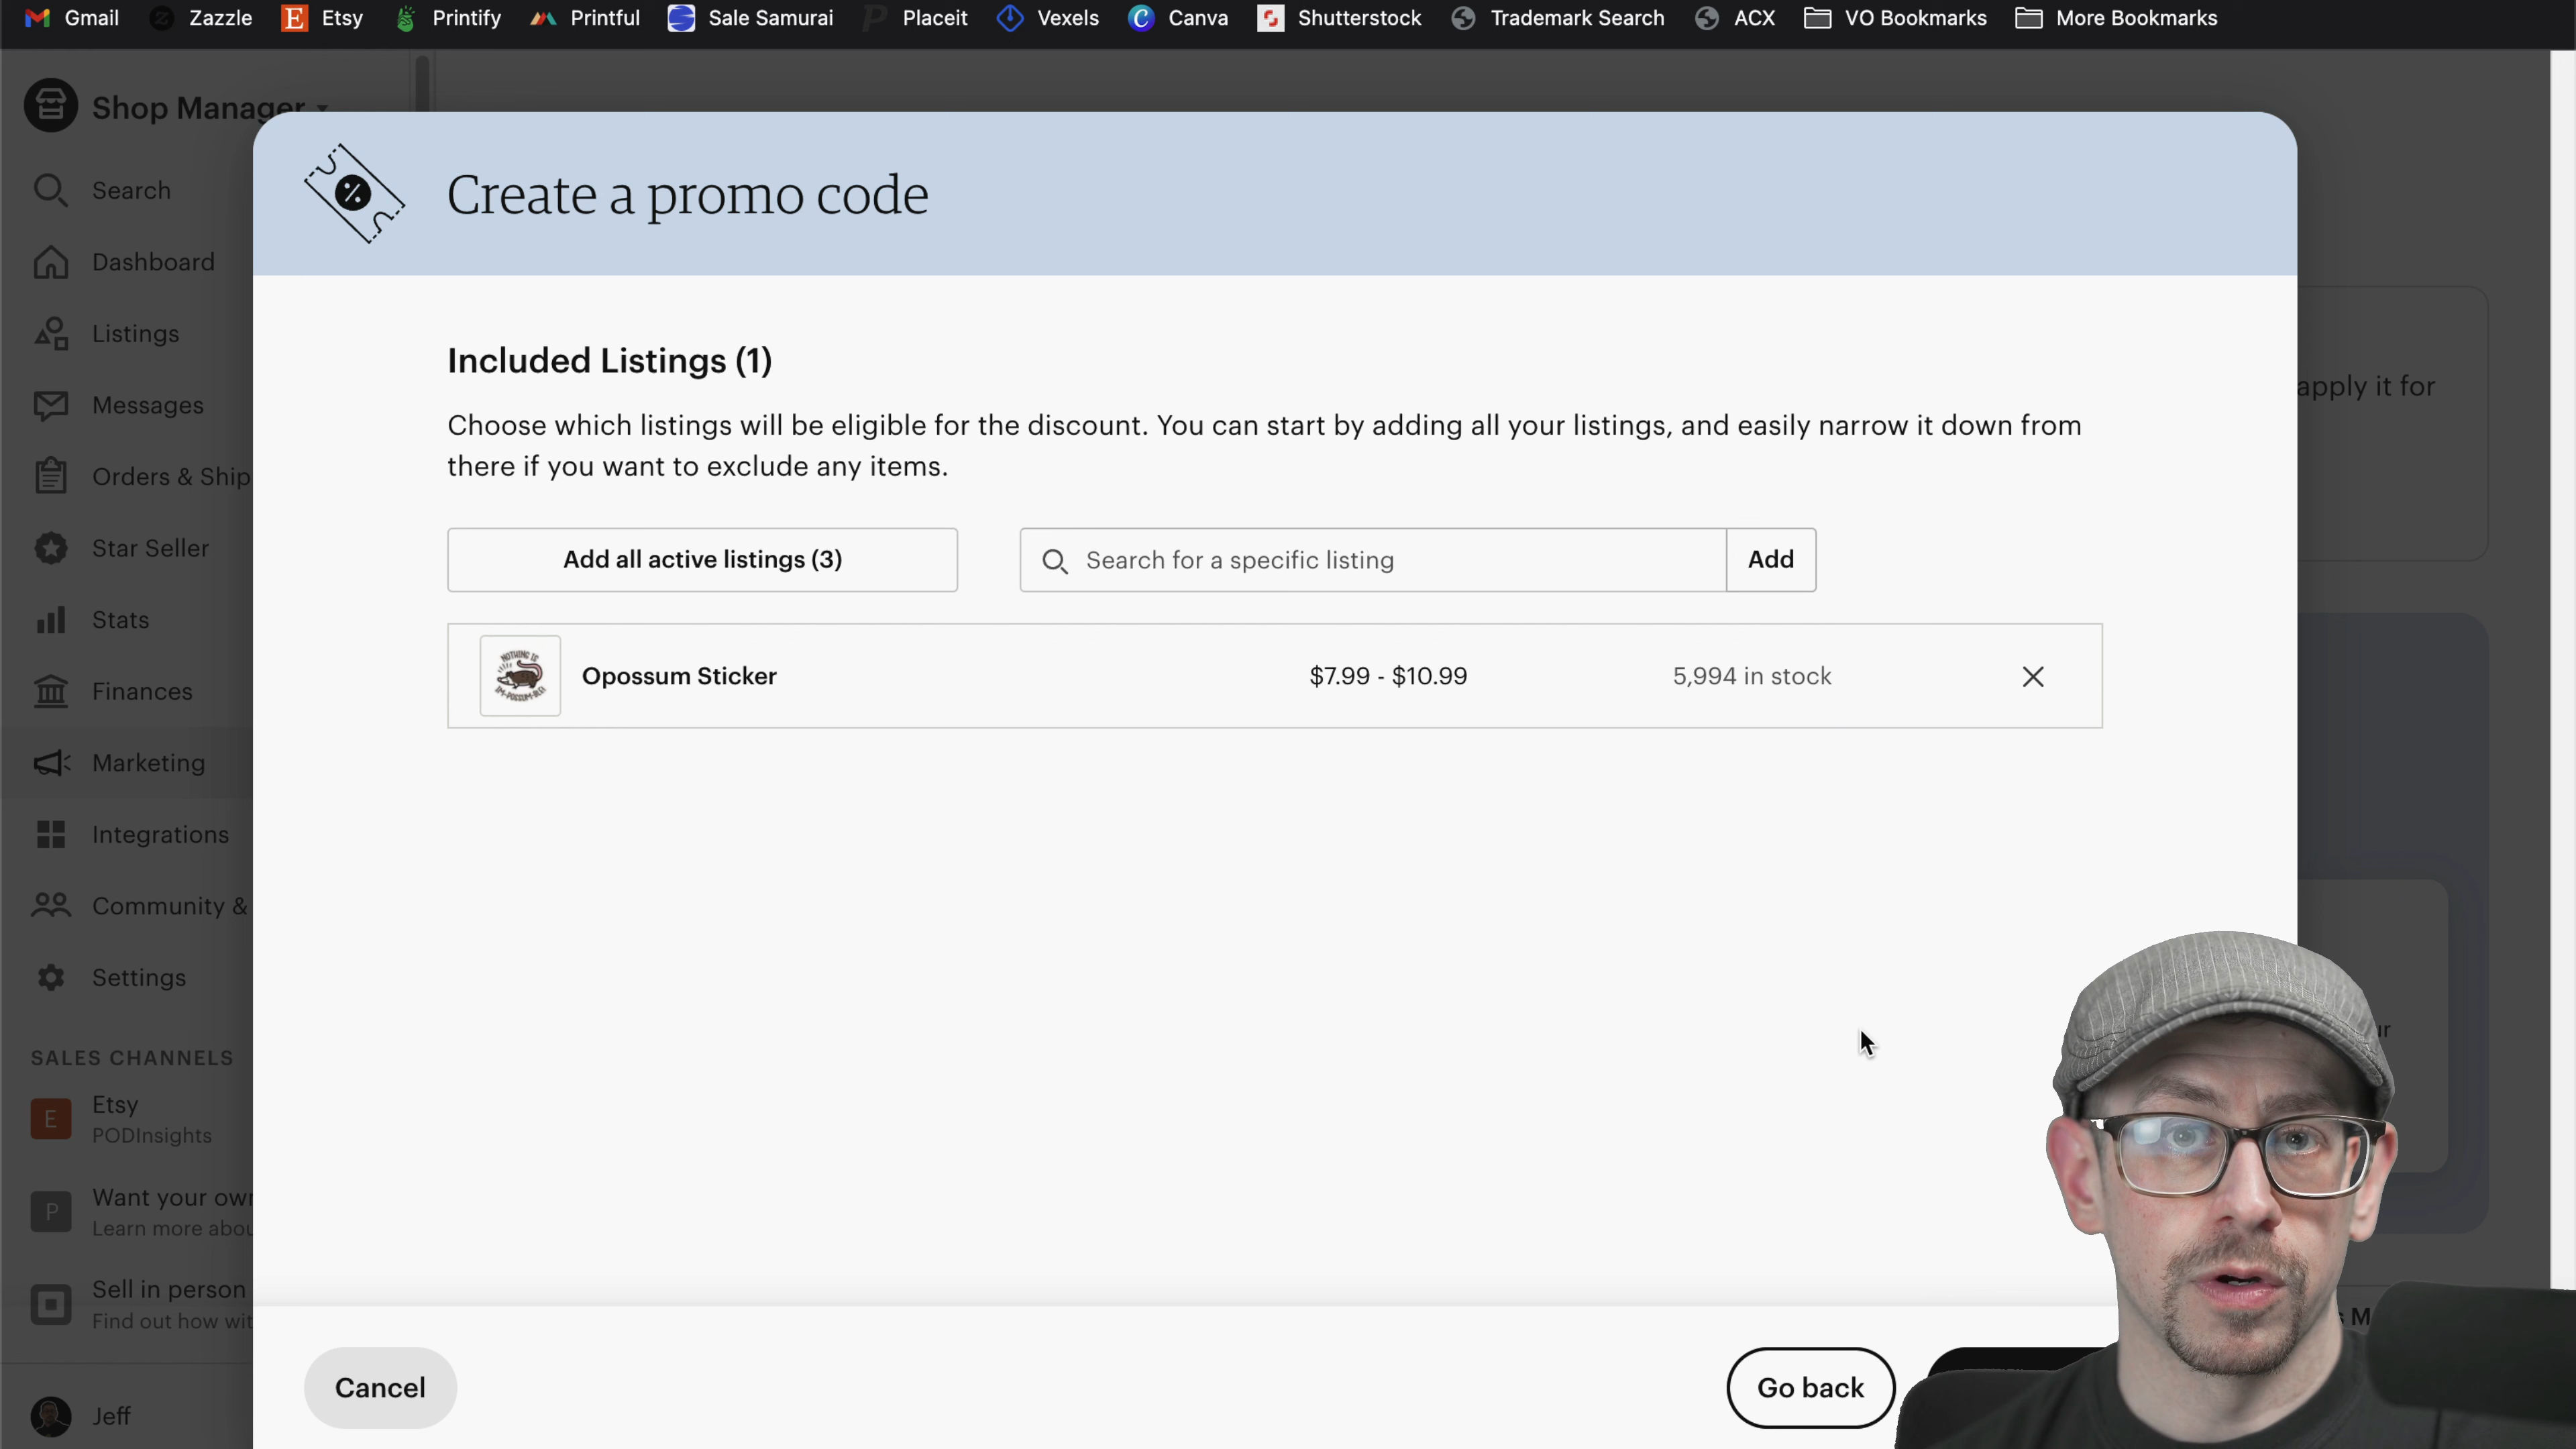 Gmail
Zazzle
Etsy
Printify
Printful
Sale Samurai
Placeit
Vexels
Canva
Shutterstock
Trademark Search
ACX
VO Bookmarks
More Bookmarks
Shop Manager
Search
Dashboard
Listings
Messages
Orders & Ship
Star Seller
Stats
Finances
Marketing
Integrations
Community &
Settings
SALES CHANNELS
E
Etsy
PODInsights
P
Want your own
Learn more abou
Sell in person
Find out how wit
Jeff
Create a promo code
Included Listings (1)
Choose which listings will be eligible for the discount. You can start by adding all your listings, and easily narrow it down from
there if you want to exclude any items.
Add all active listings (3)
Search for a specific listing
Add
NOTHING IS
Opossum Sticker
$7.99 - $10.99
5,994 in stock
Cancel
Go back
apply it for